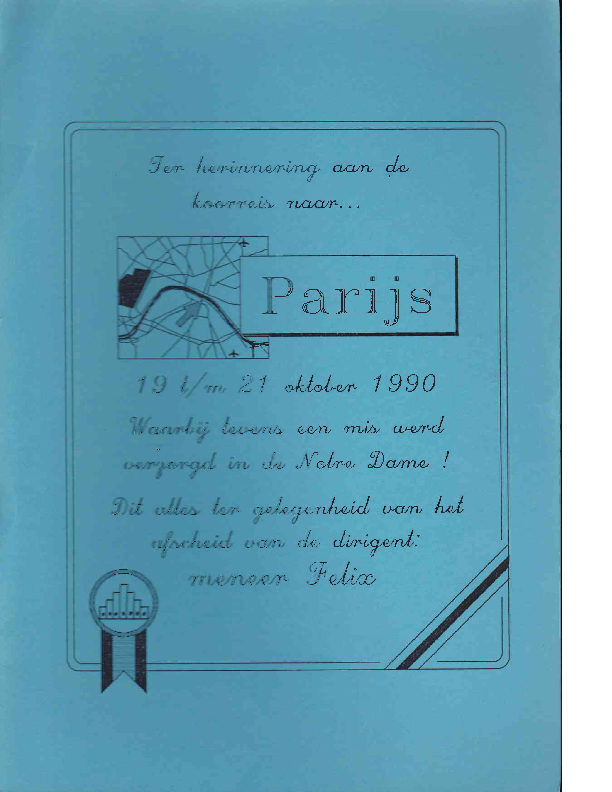 Ter herinnering aan de
koorreis naar...
Parijs
19 t/m 21 oktober 1990
Waarbij tevens een mis werd
verzorgd in de Notre Dame !
Dit alles ter gelegenheid van het
afscheid van de dirigent:
meneer Felix